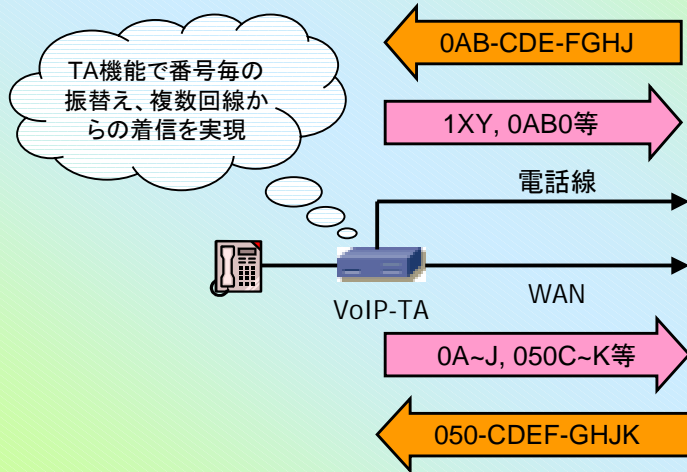 0AB-CDE-FGHJ
TA機能で番号毎の
振替え、複数回線か
らの着信を実現
1XY, 0AB0等
電話線
VoIP-TA
WAN
0A~J, 050C~K等
050-CDEF-GHJK